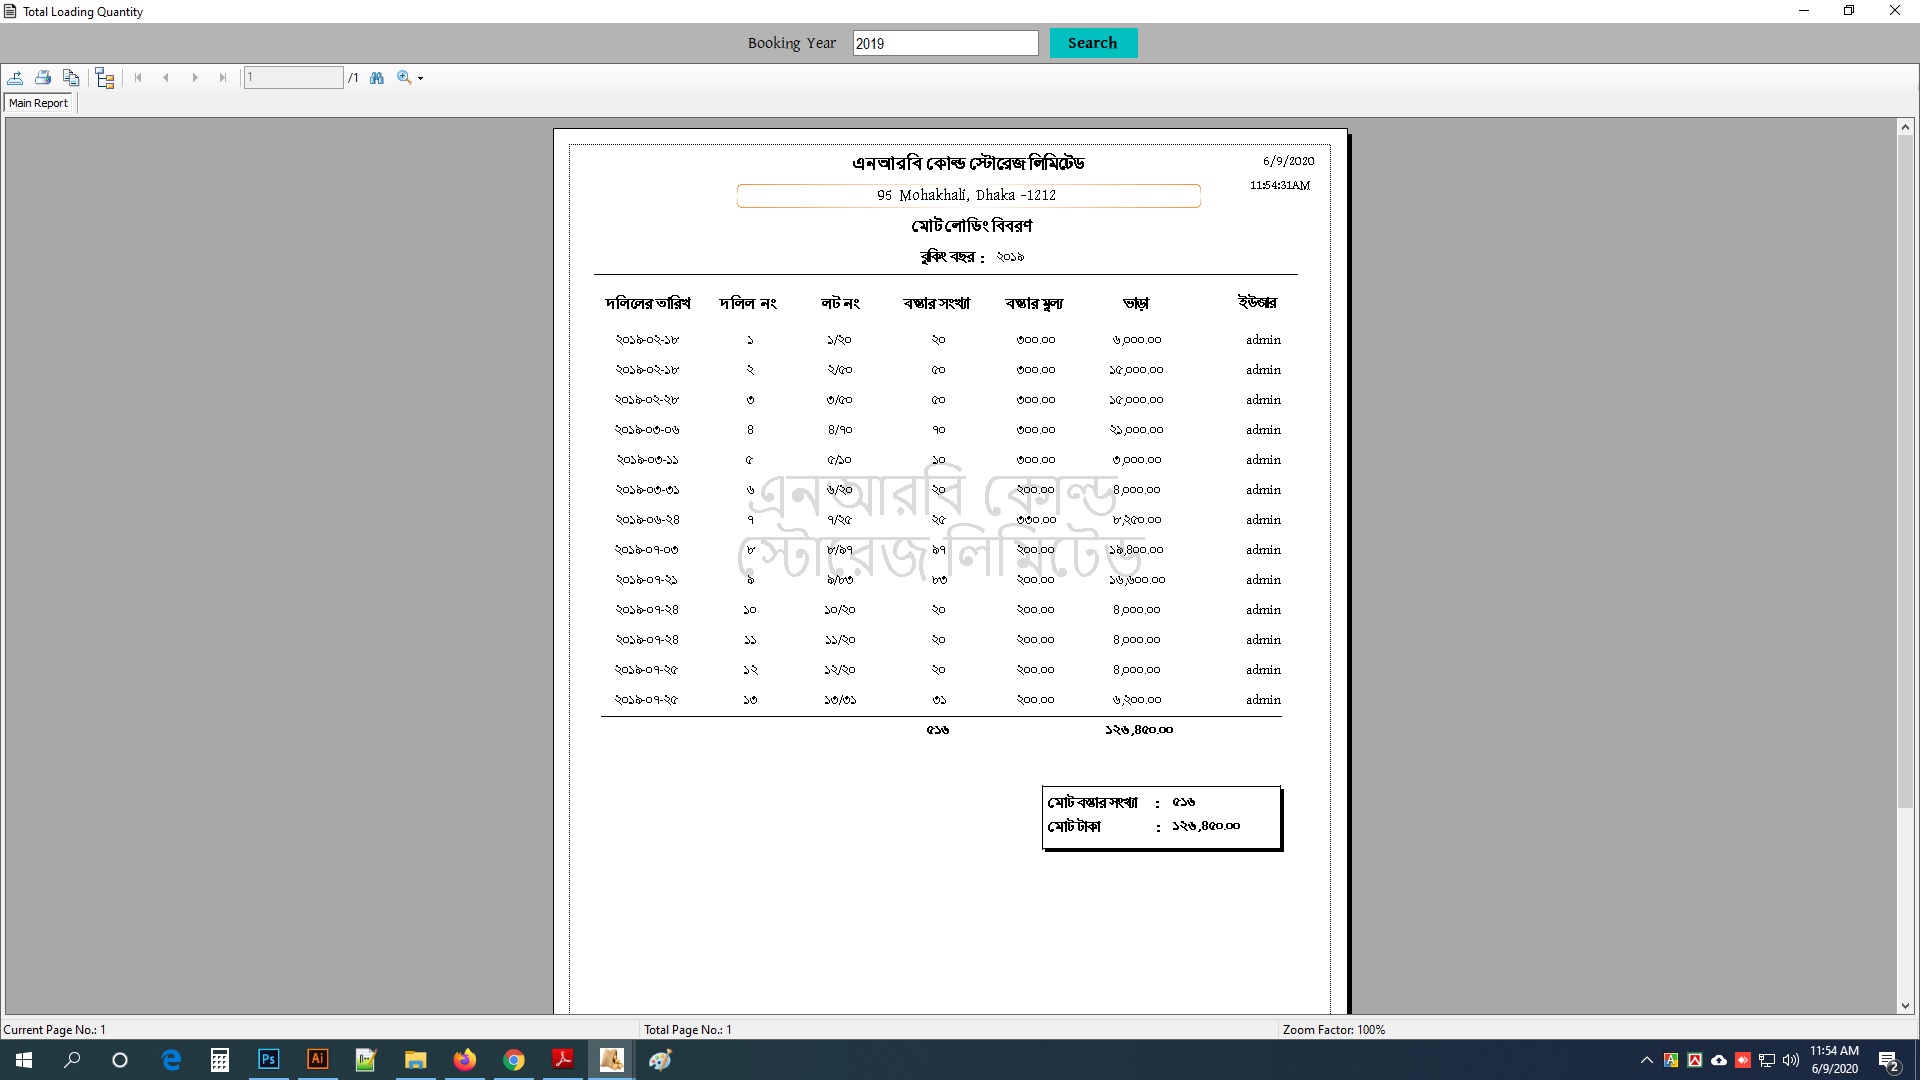 Total Loading Quantity
Booking Year 2019 Search
1 /1
Main Report
এনআরবি কোল্ড স্টোরেজ লিমিটেড 6/9/2020
95 Mohakhali, Dhaka -1212 11:54:31AM
মোট লোডিং বিবরণ
বুকিং বছর : ২০১৯
দলিলের তারিখ দলিল নং লট নং বস্তার সংখ্যা বস্তার মুল্য ভাড়া ইউজার
২০১৯-০২-১৮ ১ ১/২০ ২০ ৩০০.০০ ৬,০০০.০০ admin
২০১৯-০২-১৮ ২ ২/৫০ ৫০ ৩০০.০০ ১৫,০০০.০০ admin
২০১৯-০২-২৮ ৩ ৩/৫০ ৫০ ৩০০.০০ ১৫,০০০.০০ admin
২০১৯-০৩-০৬ ৪ ৪/৭০ ৭০ ৩০০.০০ ২১,০০০.০০ admin
২০১৯-০৩-১১ ৫ ৫/১০ ১০ ৩০০.০০ ৩,০০০.০০ admin
২০১৯-০৩-৩১ ৬ ৬/২০ ২০ ২০০.০০ ৪,০০০.০০ admin
২০১৯-০৬-২৪ ৭ ৭/২৫ ২৫ ৩৩০.০০ ৮,২৫০.০০ admin
২০১৯-০৭-০৩ ৮ ৮/৯৭ ৯৭ ২০০.০০ ১৯,৪০০.০০ admin
২০১৯-০৭-২১ ৯ ৯/৮৩ ৮৩ ২০০.০০ ১৬,৬০০.০০ admin
২০১৯-০৭-২৪ ১০ ১০/২০ ২০ ২০০.০০ ৪,০০০.০০ admin
২০১৯-০৭-২৪ ১১ ১১/২০ ২০ ২০০.০০ ৪,০০০.০০ admin
২০১৯-০৭-২৫ ১২ ১২/২০ ২০ ২০০.০০ ৪,০০০.০০ admin
২০১৯-০৭-২৫ ১৩ ১৩/৩১ ৩১ ২০০.০০ ৬,২০০.০০ admin
৫১৬ ১২৬,৪৫০.০০
এনআরবি কোল্ড
স্টোরেজ লিমিটেড
মোট বস্তার সংখ্যা : ৫১৬
মোট টাকা : ১২৬,৪৫০.০০
Current Page No.: 1 Total Page No.: 1 Zoom Factor: 100%
Ps Ai
11:54 AM
6/9/2020
2